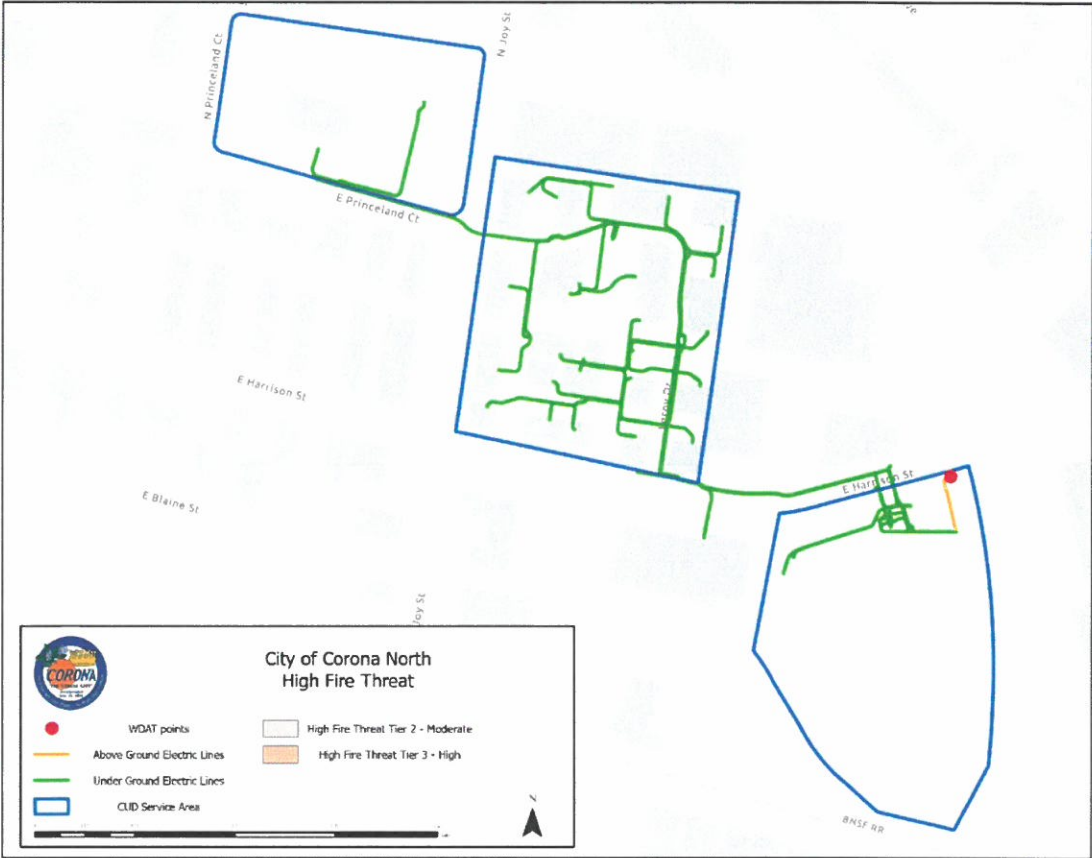 N Joy St
N Princeland Ct
E Princeland Ct
E Harrison St
E Harrison St
E Blaine St
Joy St
BNSF RR
City of Corona North
High Fire Threat
CORONA
WDAT points
Above Ground Electric Lines
Under Ground Electric Lines
CUD Service Area
High Fire Threat Tier 2 - Moderate
High Fire Threat Tier 3 - High